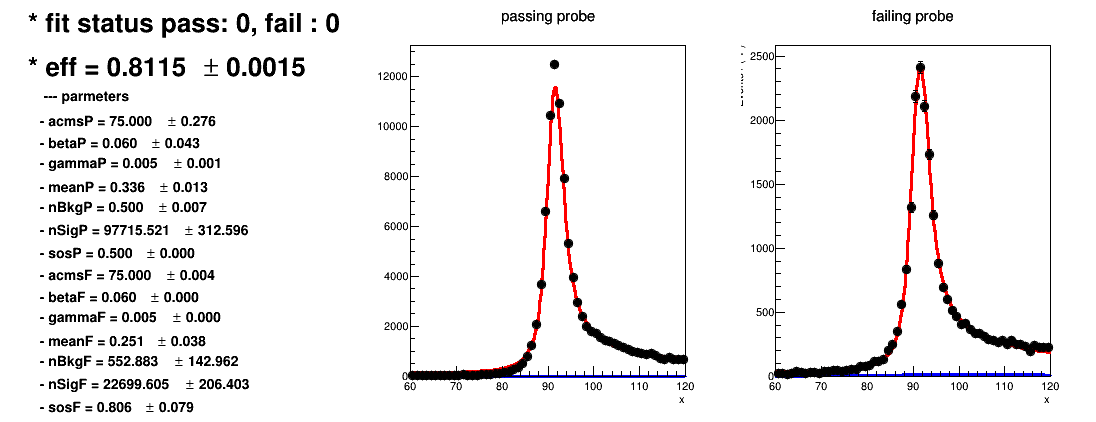 * fit status pass: 0, fail : 0
* eff = 0.8115 ± 0.0015
--- parmeters
- acmsP = 75.000 ± 0.276
- betaP = 0.060 ± 0.043
- gammaP = 0.005 ± 0.001
- meanP = 0.336 ± 0.013
- nBkgP = 0.500 ± 0.007
- nSigP = 97715.521 ± 312.596
- sosP = 0.500 ± 0.000
- acmsF = 75.000 ± 0.004
- betaF = 0.060 ± 0.000
- gammaF = 0.005 ± 0.000
- meanF = 0.251 ± 0.038
- nBkgF = 552.883 ± 142.962
- nSigF = 22699.605 ± 206.403
- sosF = 0.806 ± 0.079
passing probe
12000
10000
8000
6000
4000
2000
0
60 70 80 90 100 110 120
x
failing probe
2500
2000
1500
1000
500
0
60 70 80 90 100 110 120
x